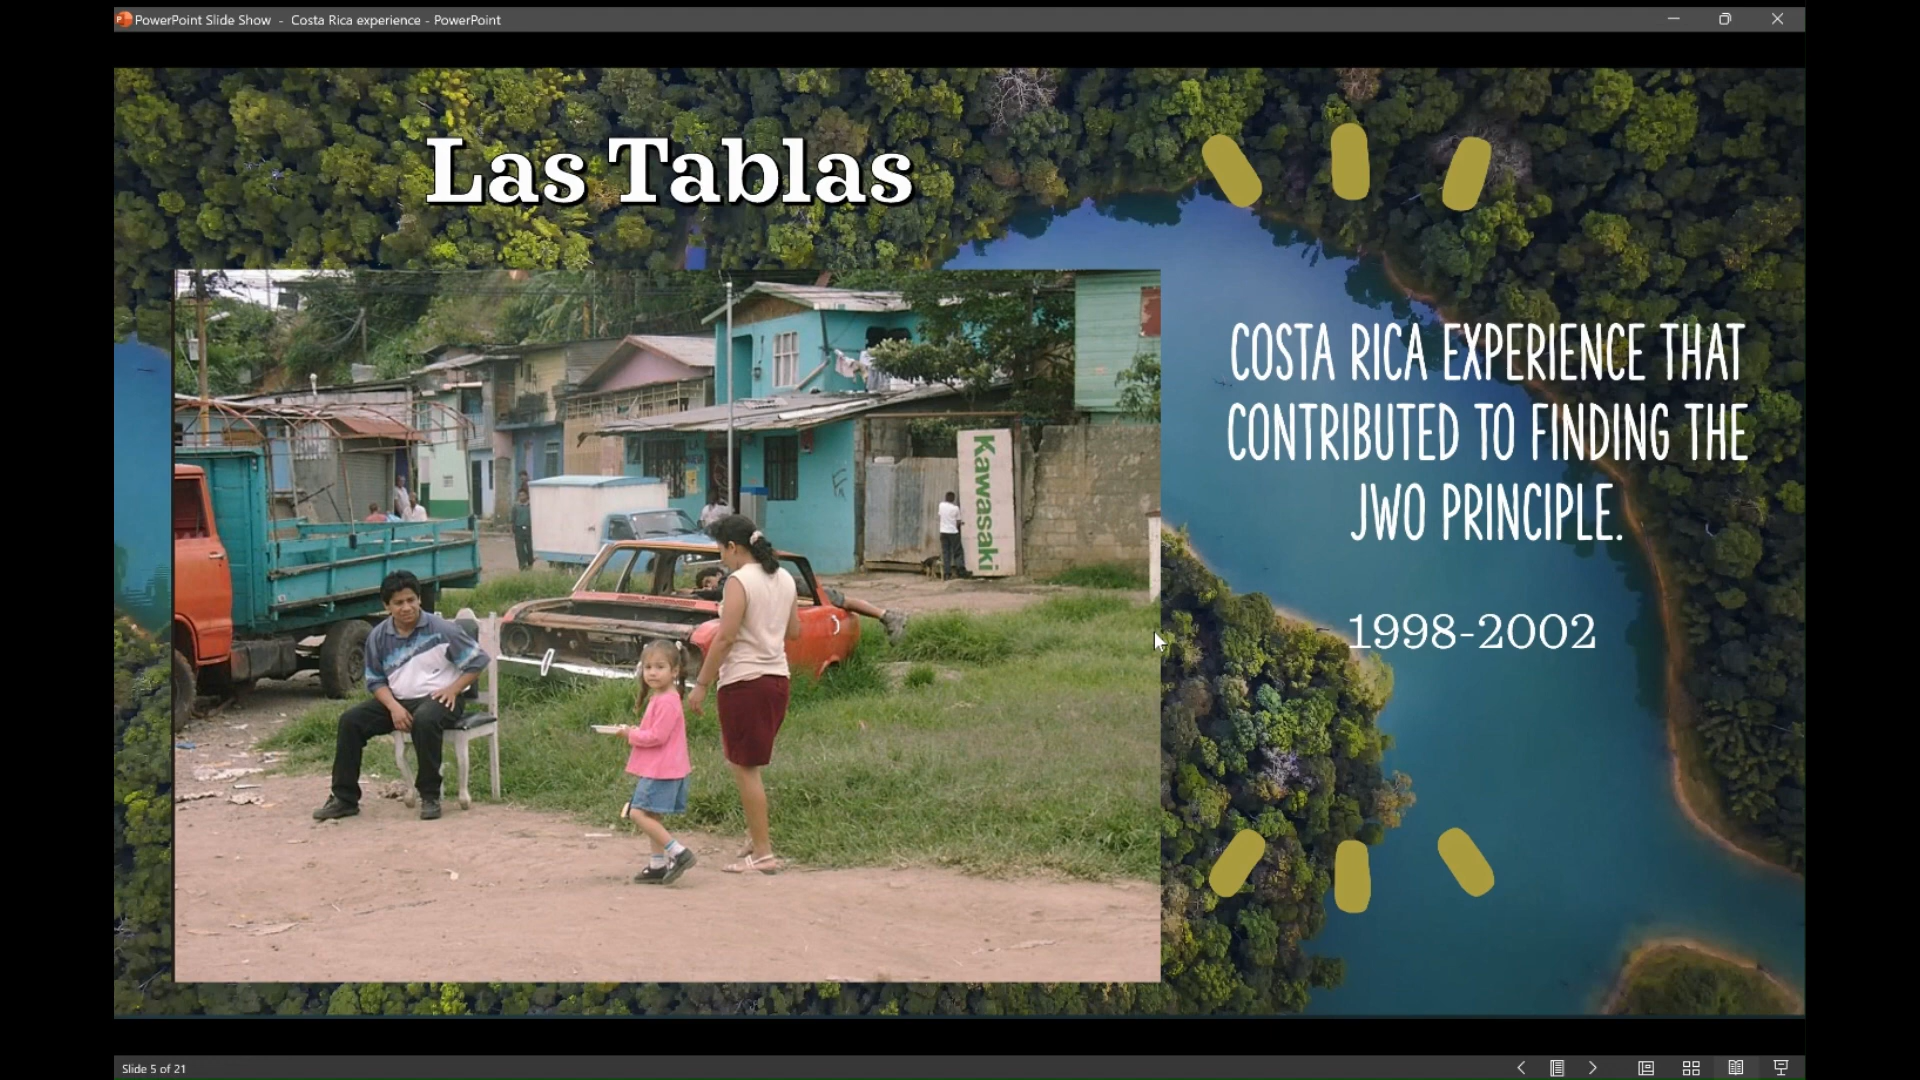 PowerPoint Slide Show - Costa Rica experience - PowerPoint
Las Tablas
Kawasaki
COSTA RICA EXPERIENCE THAT
CONTRIBUTED TO FINDING THE
JWO PRINCIPLE.
1998-2002
Slide 5 of 21